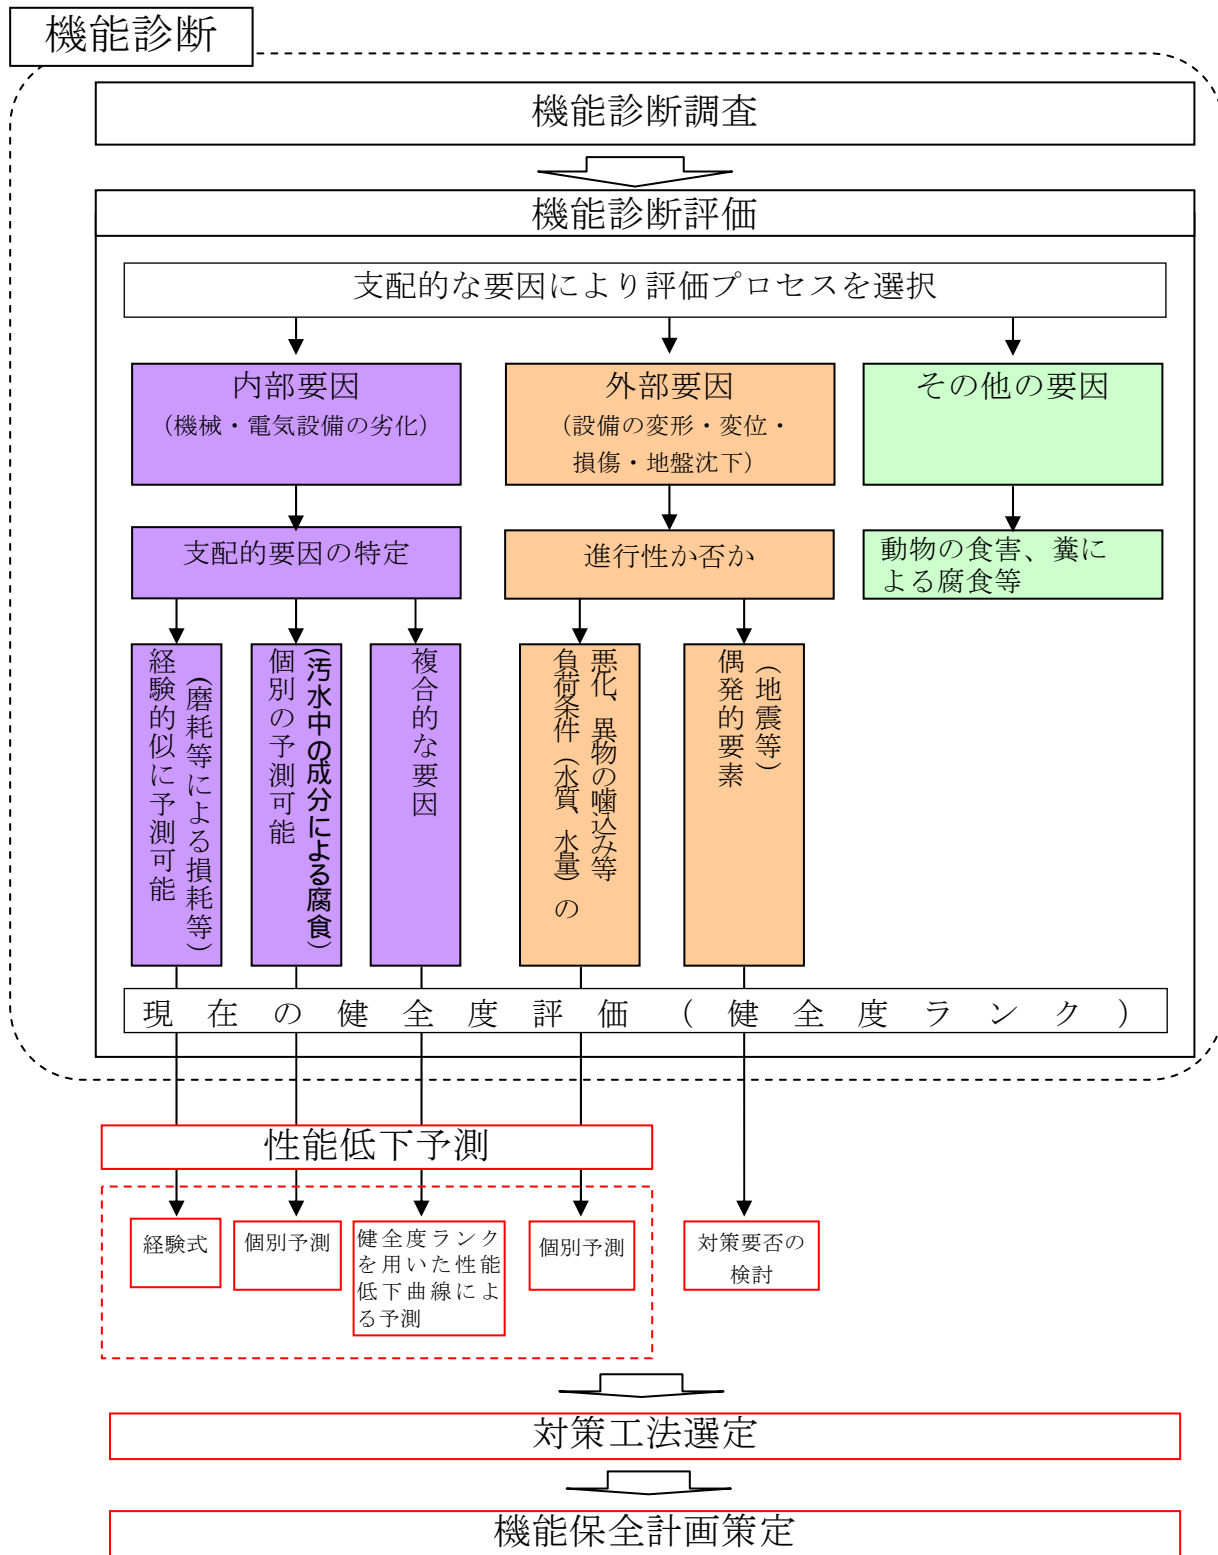 機能診断
機能診断調査
機能診断評価
支配的な要因により評価プロセスを選択
内部要因
（機械・電気設備の劣化）
外部要因
（設備の変形・変位・
損傷・地盤沈下）
その他の要因
支配的要因の特定
進行性か否か
動物の食害、糞に
よる腐食等
経験的似に予測可能
（磨耗等による損耗等）
個別の予測可能
（汚水中の成分による腐食）
複合的な要因
負荷条件（水質、水量）の
悪化、異物の噛込み等
偶発的要素
（地震等）
現在の健全度評価（健全度ランク）
性能低下予測
経験式
個別予測
健全度ランク
を用いた性能
低下曲線によ
る予測
個別予測
対策要否の
検討
対策工法選定
機能保全計画策定